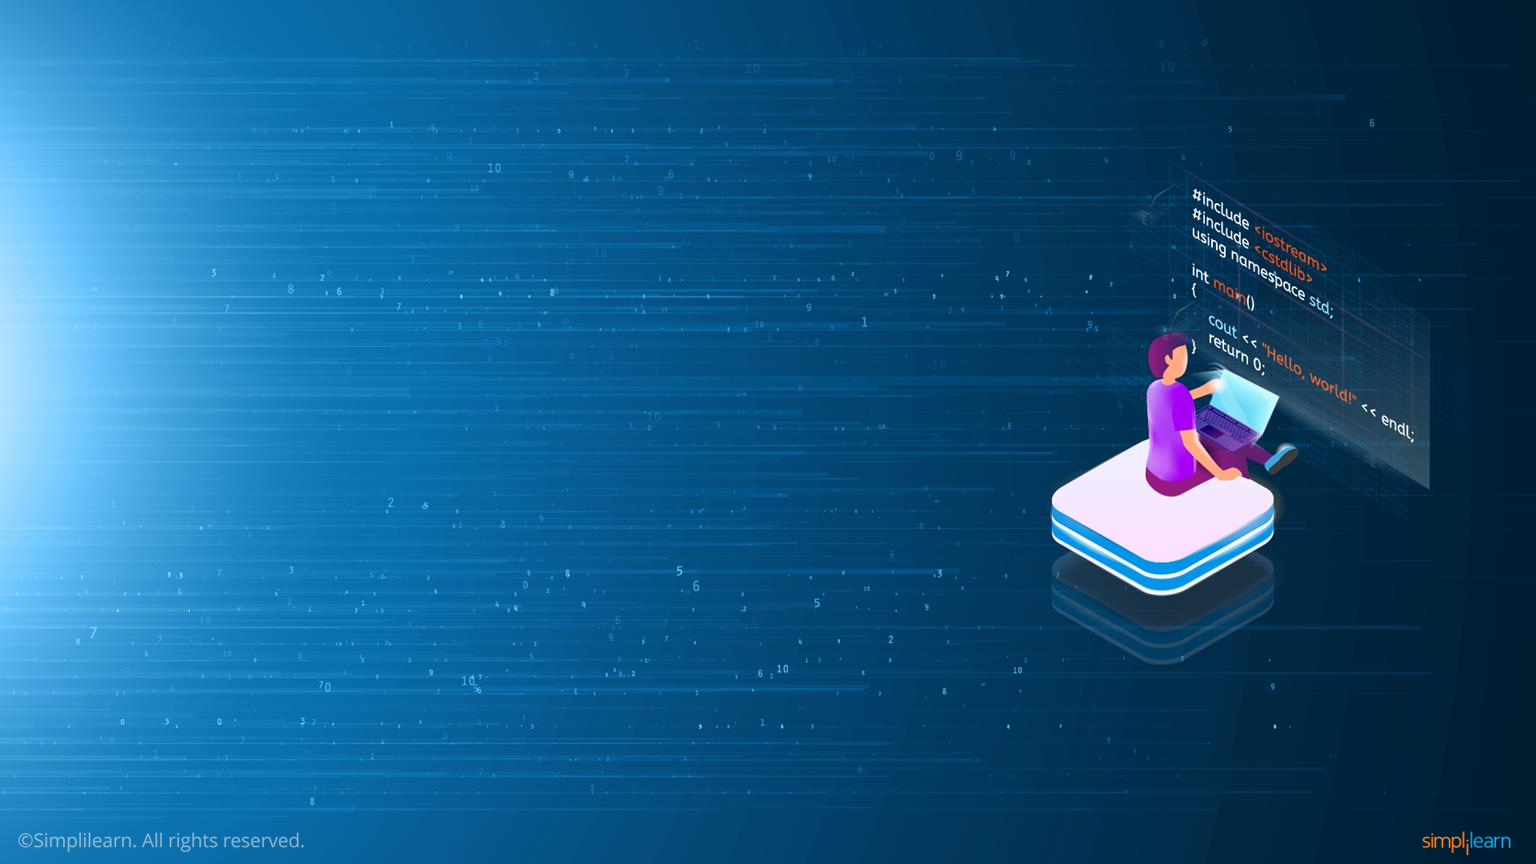 #include <iostream>
#include <cstdlib>
using namespace std;
int main()
{
cout << "Hello, world!" << endl;
return 0;
}
©Simplilearn. All rights reserved.
simplilearn